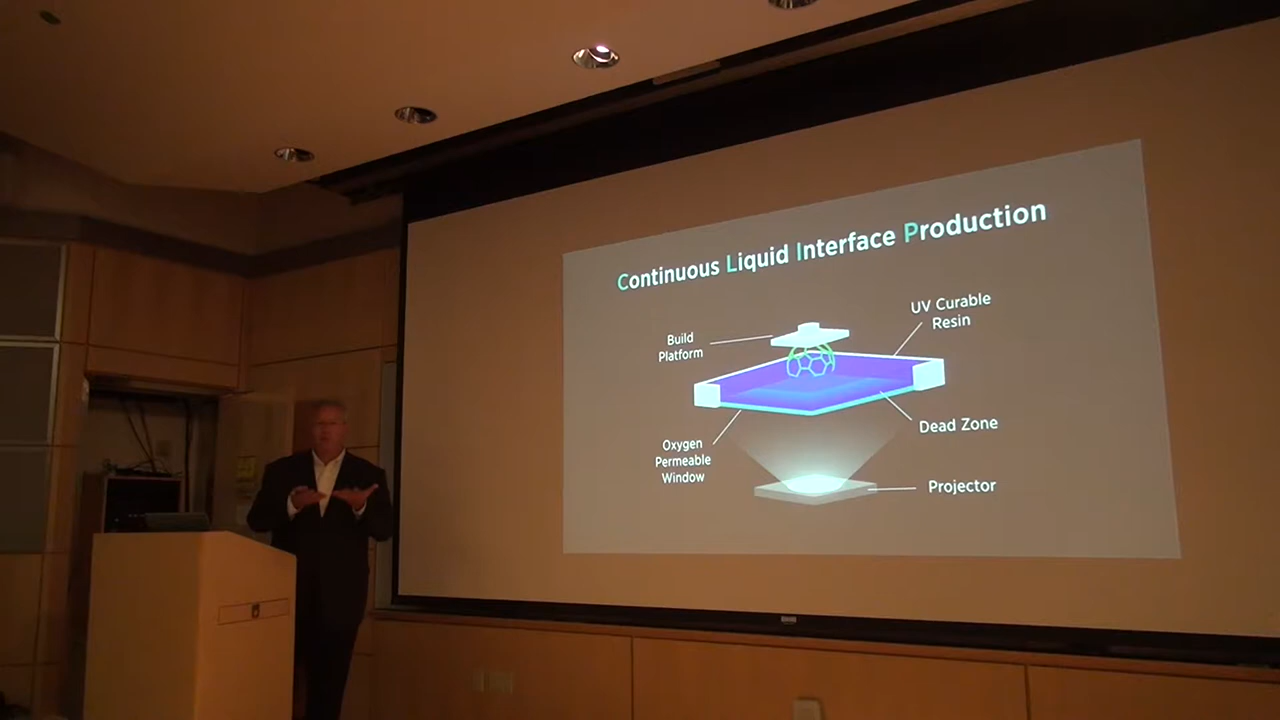 Continuous Liquid Interface Production
UV Curable
Resin
Build
Platform
Dead Zone
Oxygen
Permeable
Window
Projector